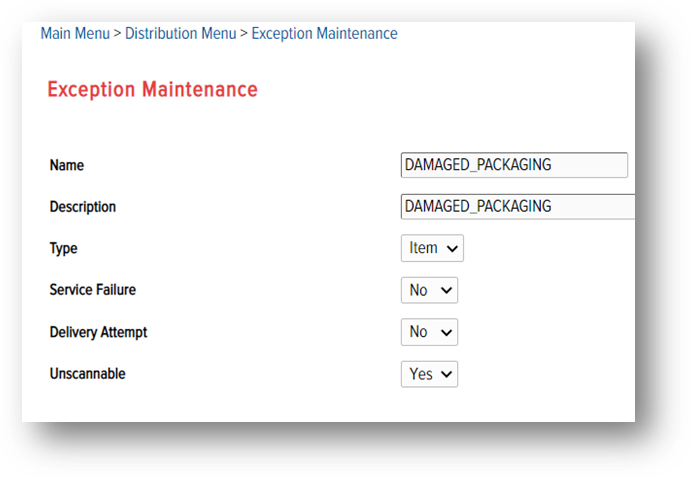 Main Menu > Distribution Menu > Exception Maintenance
Exception Maintenance
Name DAMAGED_PACKAGING
Description DAMAGED_PACKAGING
Type Item
Service Failure No
Delivery Attempt No
Unscannable Yes